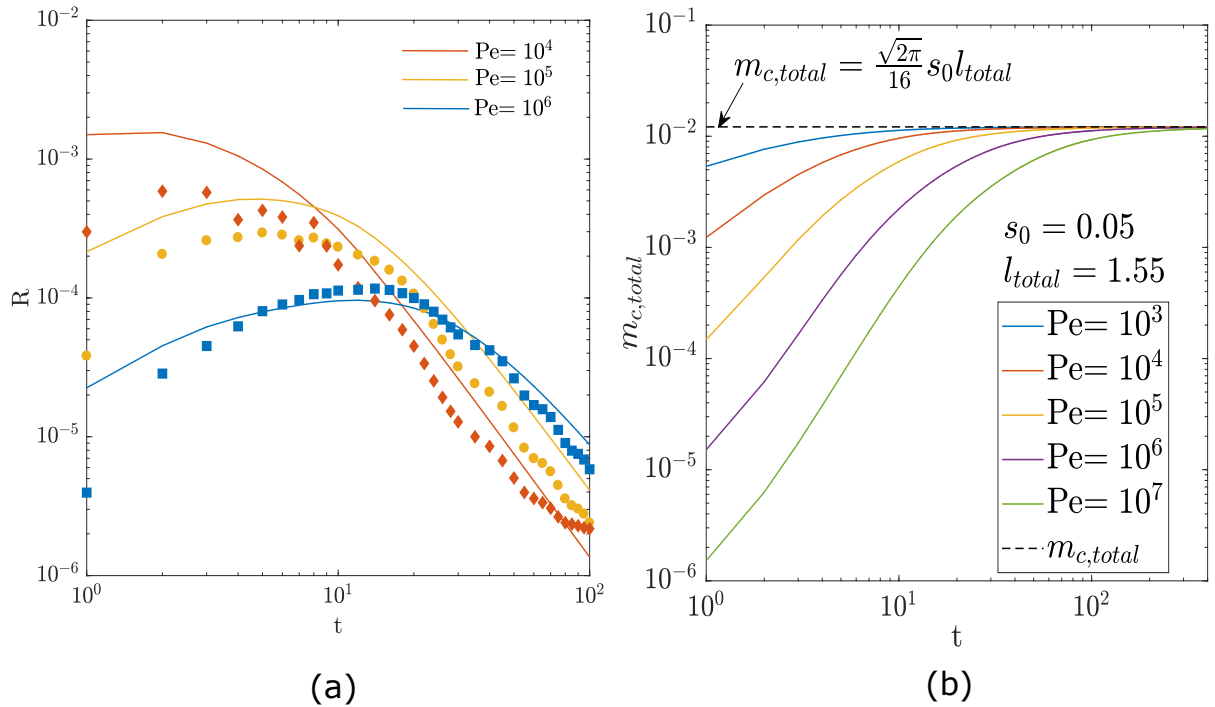 R
10^-2
10^-3
10^-4
10^-5
10^-6
10^0
10^1
10^2
t
Pe= 10^4
Pe= 10^5
Pe= 10^6
(a)
m_{c,total}
10^-1
10^-2
10^-3
10^-4
10^-5
10^-6
10^0
10^1
10^2
t
m_{c,total} = \frac{\sqrt{2π}}{16} s_0 l_{total}
s_0 = 0.05
l_{total} = 1.55
Pe= 10^3
Pe= 10^4
Pe= 10^5
Pe= 10^6
Pe= 10^7
m_{c,total}
(b)